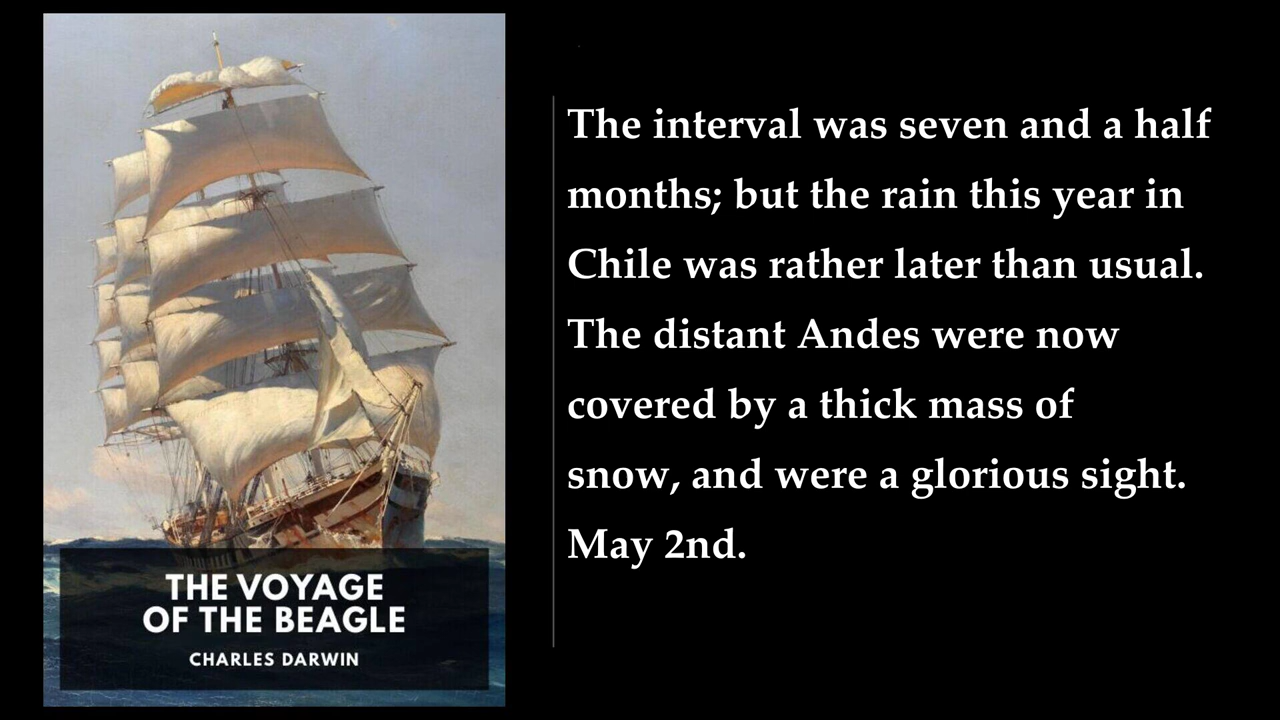 THE VOYAGE
OF THE BEAGLE
CHARLES DARWIN
The interval was seven and a half
months; but the rain this year in
Chile was rather later than usual.
The distant Andes were now
covered by a thick mass of
snow, and were a glorious sight.
May 2nd.